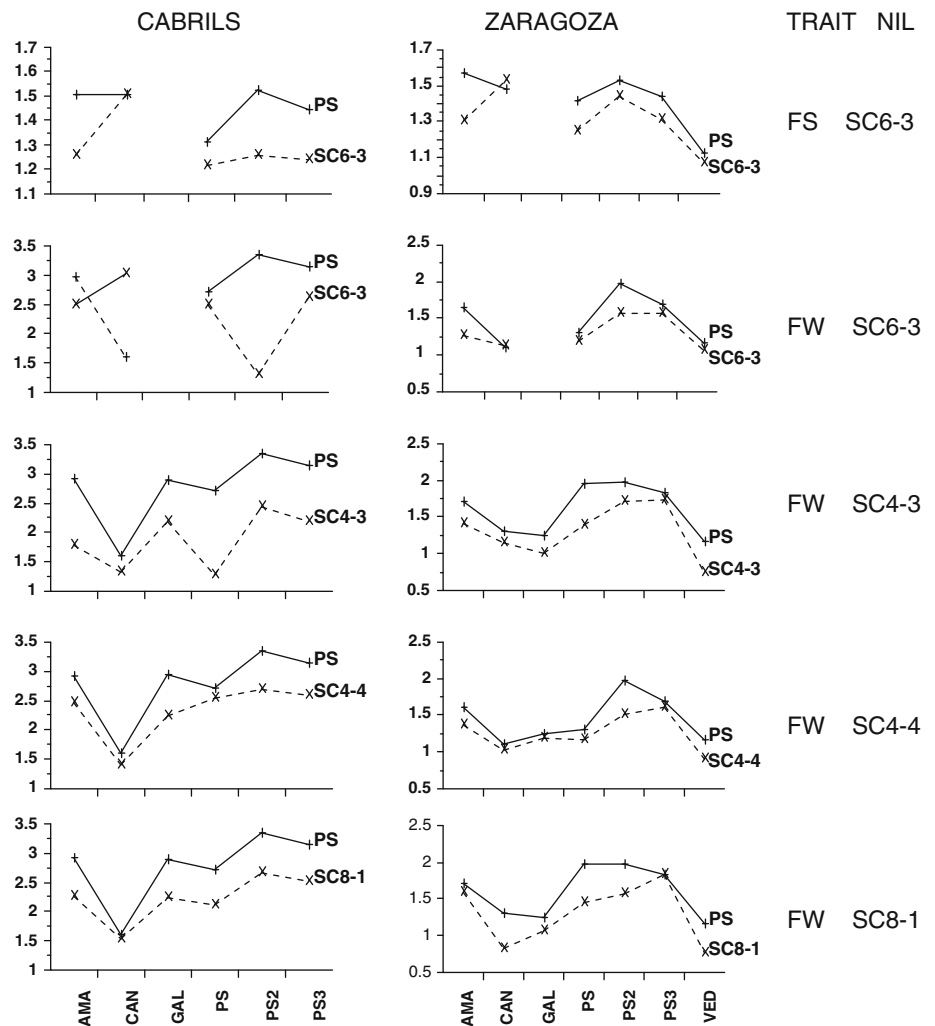 CABRILS ZARAGOZA TRAIT NIL
1.7
1.6
1.5
1.4
1.3
1.2
1.1
PS
SC6-3
1.7
1.5
1.3
1.1
0.9
PS
SC6-3
FS SC6-3
3.5
3
2.5
2
1.5
1
PS
SC6-3
2.5
2
1.5
1
0.5
PS
SC6-3
FW SC6-3
3.5
3
2.5
2
1.5
1
PS
SC4-3
2.5
2
1.5
1
0.5
PS
SC4-3
FW SC4-3
3.5
3
2.5
2
1.5
1
PS
SC4-4
2.5
2
1.5
1
0.5
PS
SC4-4
FW SC4-4
3.5
3
2.5
2
1.5
1
PS
SC8-1
2.5
2
1.5
1
0.5
PS
SC8-1
FW SC8-1
AMA
CAN
GAL
PS
PS2
PS3
AMA
CAN
GAL
PS
PS2
PS3
VED